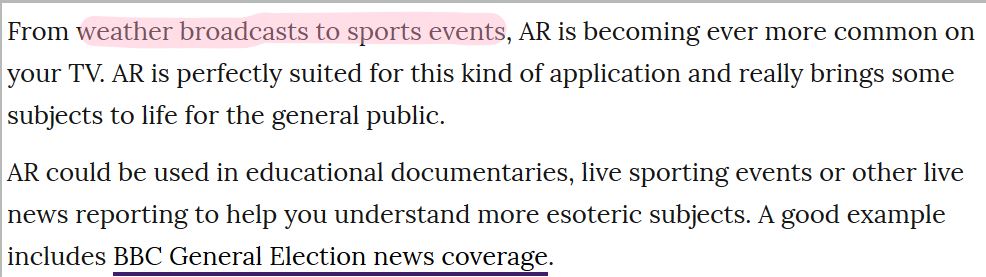 From weather broadcasts to sports events, AR is becoming ever more common on
your TV. AR is perfectly suited for this kind of application and really brings some
subjects to life for the general public.
AR could be used in educational documentaries, live sporting events or other live
news reporting to help you understand more esoteric subjects. A good example
includes BBC General Election news coverage.